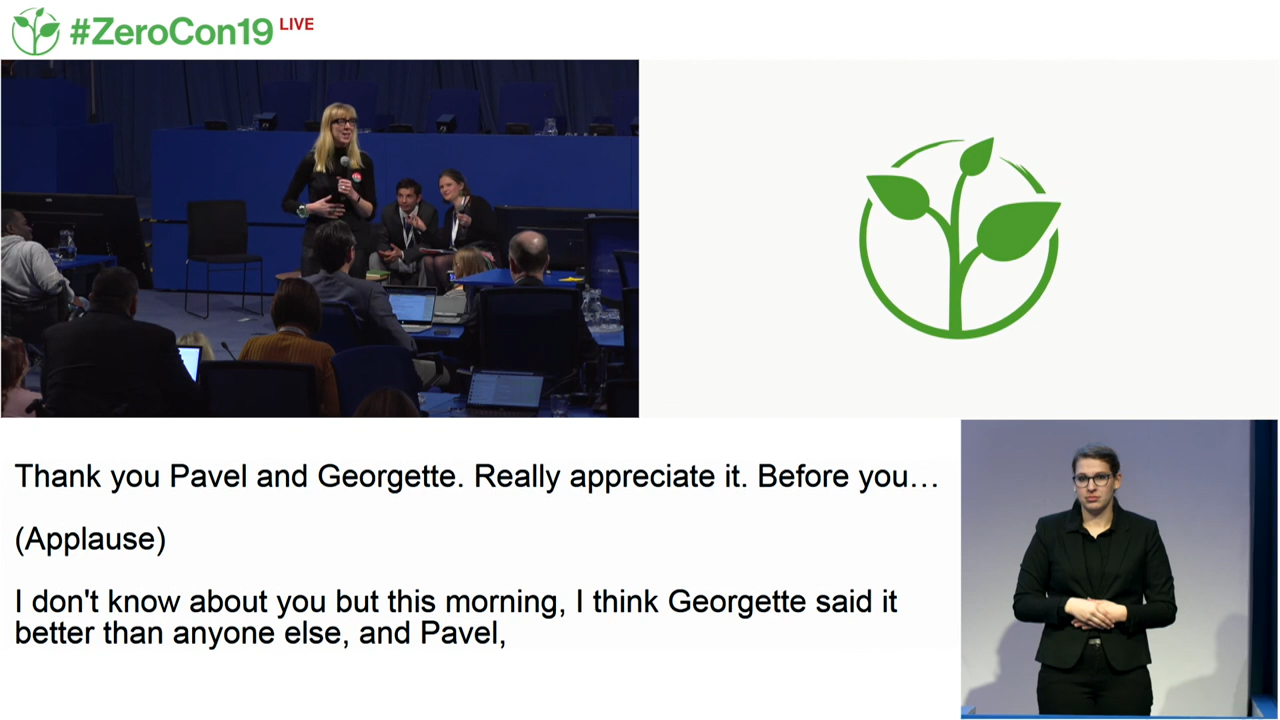 #ZeroCon19 LIVE
Thank you Pavel and Georgette. Really appreciate it. Before you…
(Applause)
I don't know about you but this morning, I think Georgette said it
better than anyone else, and Pavel,